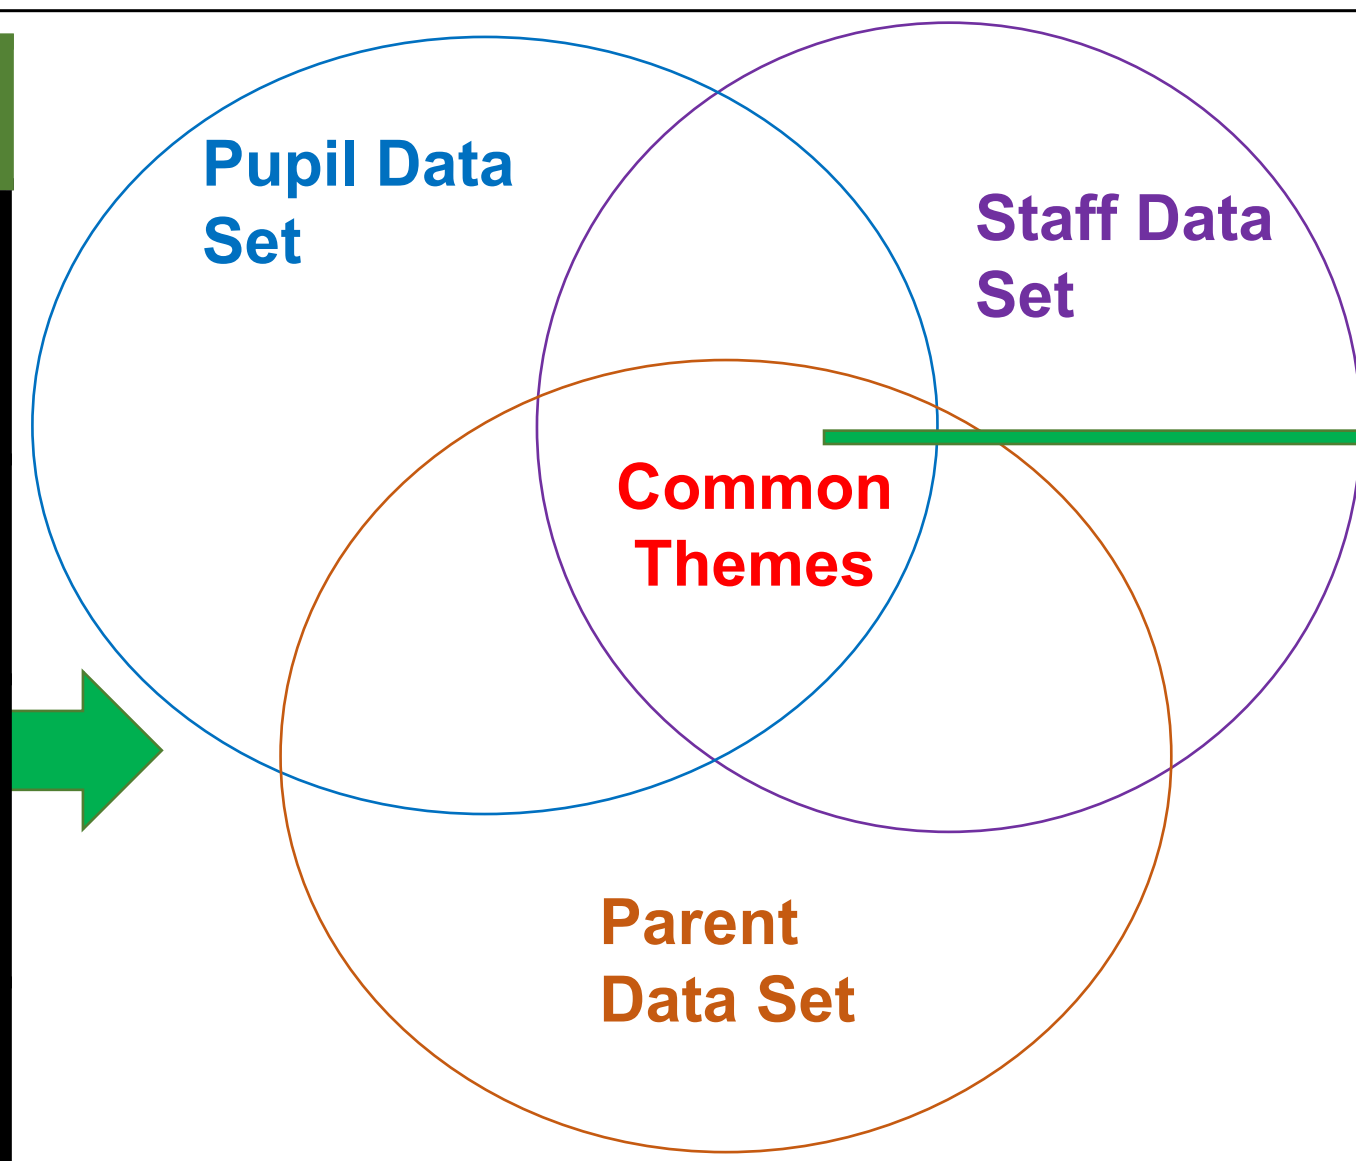 Pupil Data
Set
Staff Data
Set
Common
Themes
Parent
Data Set